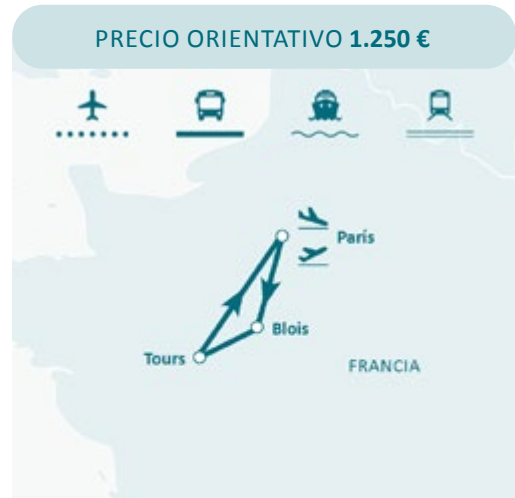 PRECIO ORIENTATIVO 1.250 €
París
Blois
Tours
FRANCIA